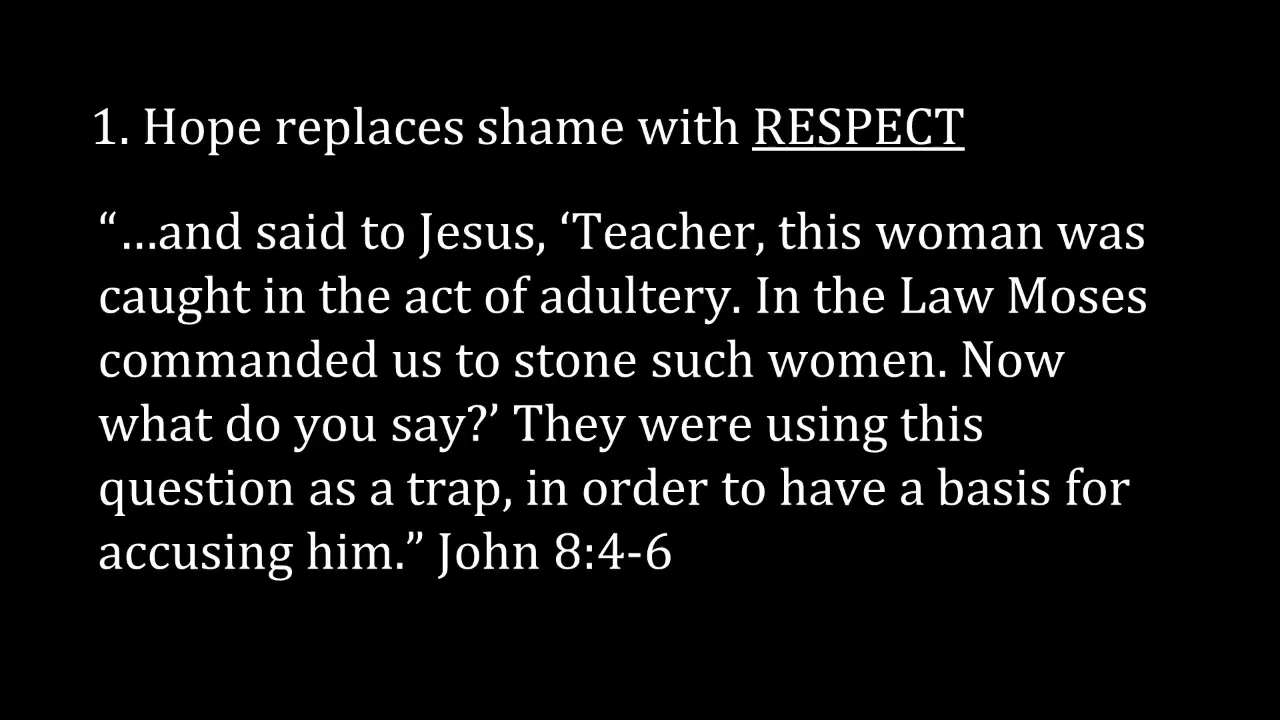 1. Hope replaces shame with RESPECT
“…and said to Jesus, ‘Teacher, this woman was
caught in the act of adultery. In the Law Moses
commanded us to stone such women. Now
what do you say?’ They were using this
question as a trap, in order to have a basis for
accusing him.” John 8:4-6